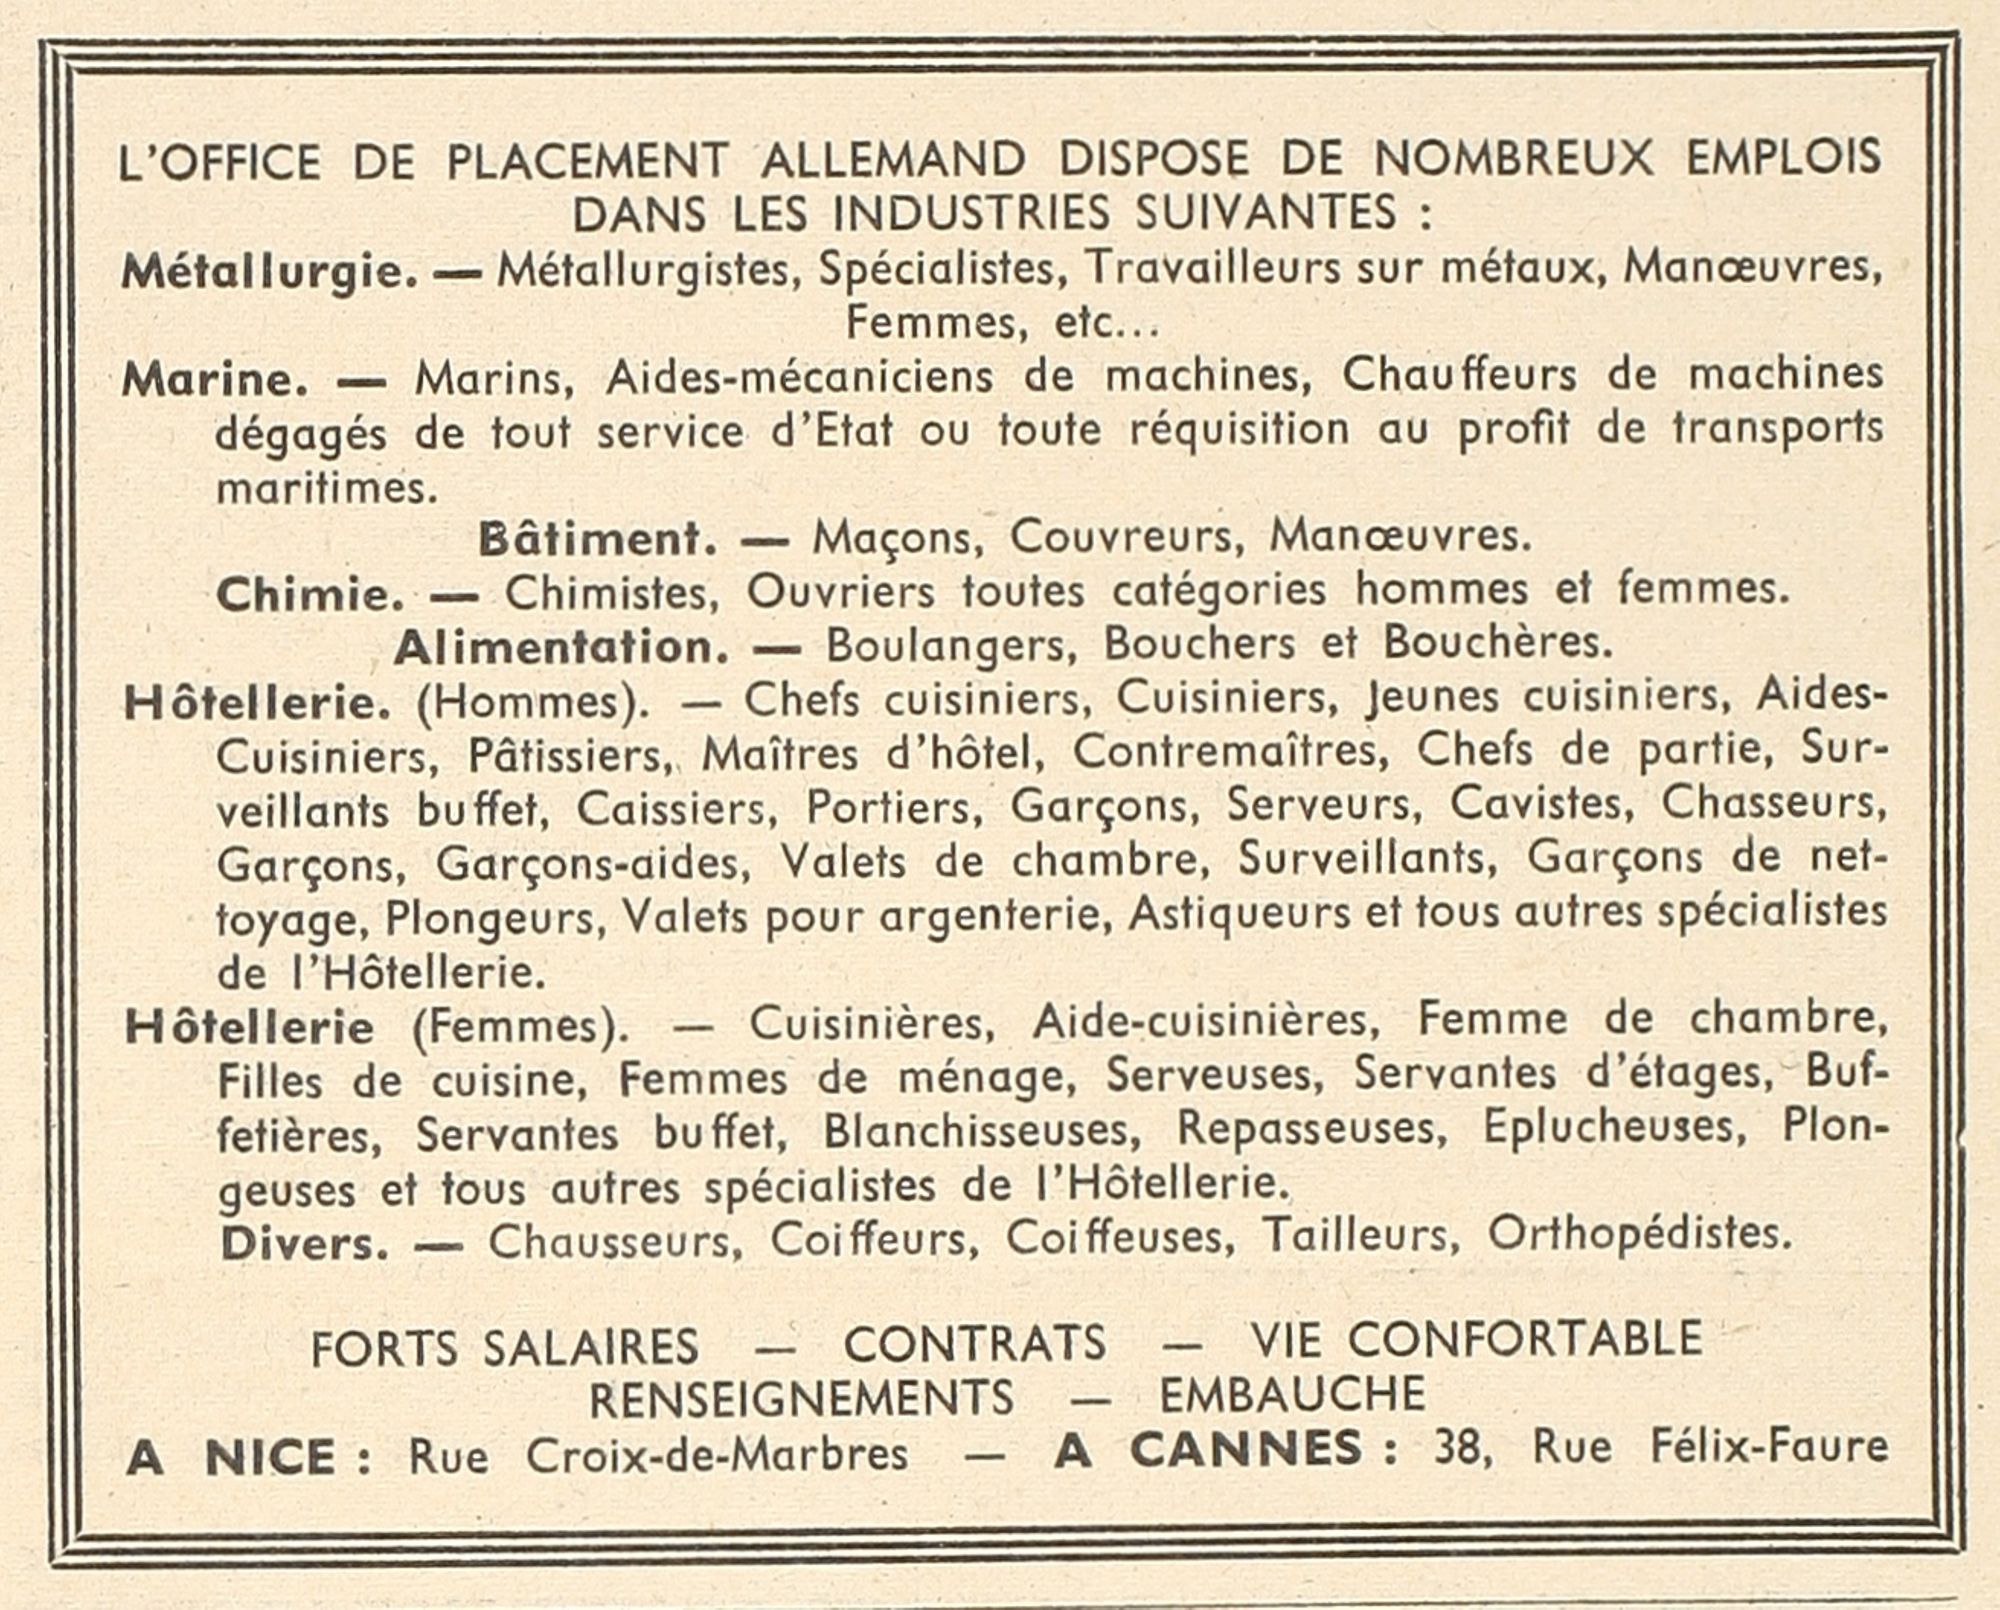 L'OFFICE DE PLACEMENT ALLEMAND DISPOSE DE NOMBREUX EMPLOIS
DANS LES INDUSTRIES SUIVANTES :
Métallurgie. — Métallurgistes, Spécialistes, Travailleurs sur métaux, Manœuvres,
Femmes, etc...
Marine. — Marins, Aides-mécaniciens de machines, Chauffeurs de machines
dégagés de tout service d'Etat ou toute réquisition au profit de transports
maritimes.
Bâtiment. — Maçons, Couvreurs, Manœuvres.
Chimie. — Chimistes, Ouvriers toutes catégories hommes et femmes.
Alimentation. — Boulangers, Bouchers et Bouchères.
Hôtellerie. (Hommes). — Chefs cuisiniers, Cuisiniers, Jeunes cuisiniers, Aides-
Cuisiniers, Pâtissiers, Maîtres d'hôtel, Contremaîtres, Chefs de partie, Sur-
veillants buffet, Caissiers, Portiers, Garçons, Serveurs, Cavistes, Chasseurs,
Garçons, Garçons-aides, Valets de chambre, Surveillants, Garçons de net-
toyage, Plongeurs, Valets pour argenterie, Astiqueurs et tous autres spécialistes
de l'Hôtellerie.
Hôtellerie (Femmes). — Cuisinières, Aide-cuisinières, Femme de chambre,
Filles de cuisine, Femmes de ménage, Serveuses, Servantes d'étages, Buf-
fetières, Servantes buffet, Blanchisseuses, Repasseuses, Eplucheuses, Plon-
geuses et tous autres spécialistes de l'Hôtellerie.
Divers. — Chausseurs, Coiffeurs, Coiffeuses, Tailleurs, Orthopédistes.
FORTS SALAIRES — CONTRATS — VIE CONFORTABLE
RENSEIGNEMENTS — EMBAUCHE
A NICE : Rue Croix-de-Marbres — A CANNES : 38, Rue Félix-Faure